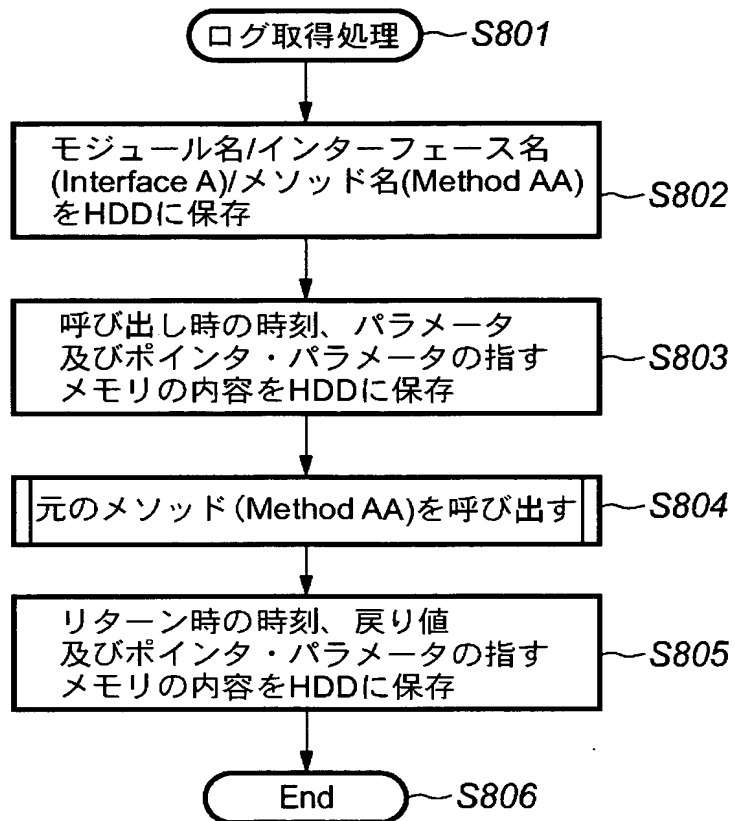 ログ取得処理
S801
モジュール名/インターフェース名
(Interface A)/メソッド名(Method AA)
をHDDに保存
S802
呼び出し時の時刻、パラメータ
及びポインタ・パラメータの指す
メモリの内容をHDDに保存
S803
元のメソッド(Method AA)を呼び出す
S804
リターン時の時刻、戻り値
及びポインタ・パラメータの指す
メモリの内容をHDDに保存
S805
End
S806